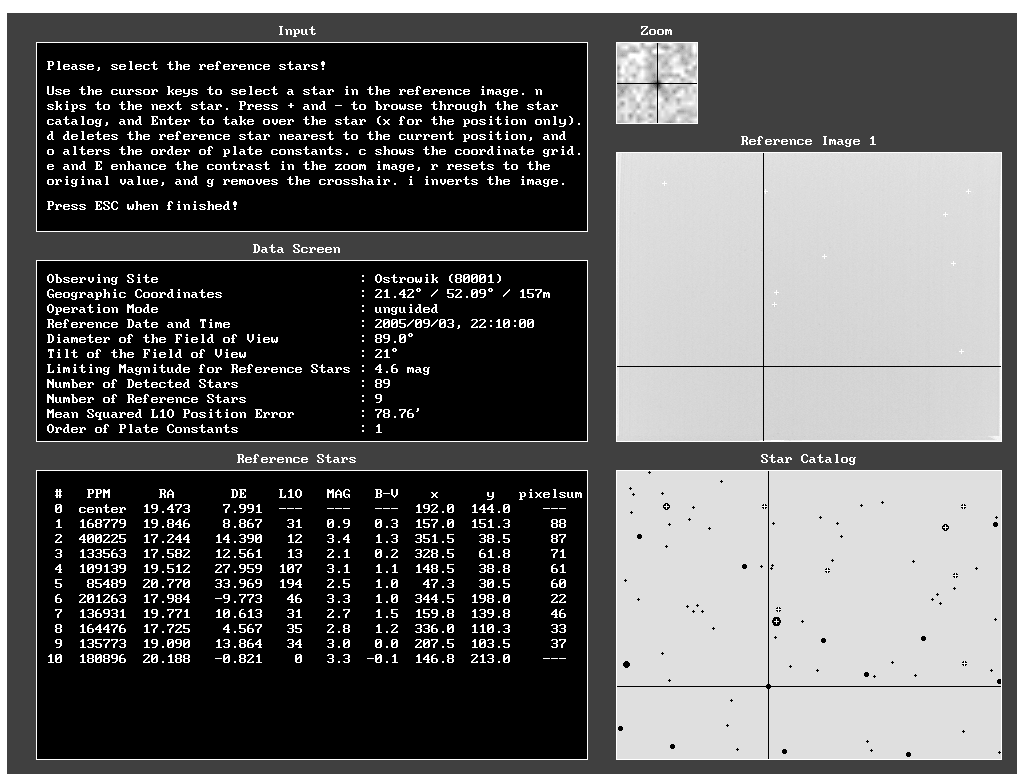 Input
Please, select the reference stars!
Use the cursor keys to select a star in the reference image. n
skips to the next star. Press + and - to browse through the star
catalog, and Enter to take over the star (x for the position only).
d deletes the reference star nearest to the current position, and
o alters the order of plate constants. c shows the coordinate grid.
e and E enhance the contrast in the zoom image, r resets to the
original value, and g removes the crosshair. i inverts the image.
Press ESC when finished!
Zoom
Reference Image 1
Data Screen
Observing Site : Ostrowik (80001)
Geographic Coordinates : 21.42° / 52.09° / 157m
Operation Mode : unguided
Reference Date and Time : 2005/09/03, 22:10:00
Diameter of the Field of View : 89.0°
Tilt of the Field of View : 21°
Limiting Magnitude for Reference Stars : 4.6 mag
Number of Detected Stars : 89
Number of Reference Stars : 9
Mean Squared L10 Position Error : 78.76'
Order of Plate Constants : 1
Reference Stars
# PPM RA DE L10 MAG B-V x y pixelsum
0 center 19.473 7.991 --- --- --- 192.0 144.0 ---
1 168779 19.846 8.867 31 0.9 0.3 157.0 151.3 88
2 400225 17.244 14.390 12 3.4 1.3 351.5 38.5 87
3 133563 17.582 12.561 13 2.1 0.2 328.5 61.8 71
4 109139 19.512 27.959 107 3.1 1.1 148.5 38.8 61
5 85489 20.770 33.969 194 2.5 1.0 47.3 30.5 60
6 201263 17.984 -9.773 46 3.3 1.0 344.5 198.0 22
7 136931 19.771 10.613 31 2.7 1.5 159.8 139.8 46
8 164476 17.725 4.567 35 2.8 1.2 336.0 110.3 33
9 135773 19.090 13.864 34 3.0 0.0 207.5 103.5 37
10 180896 20.188 -0.821 0 3.3 -0.1 146.8 213.0 ---
Star Catalog